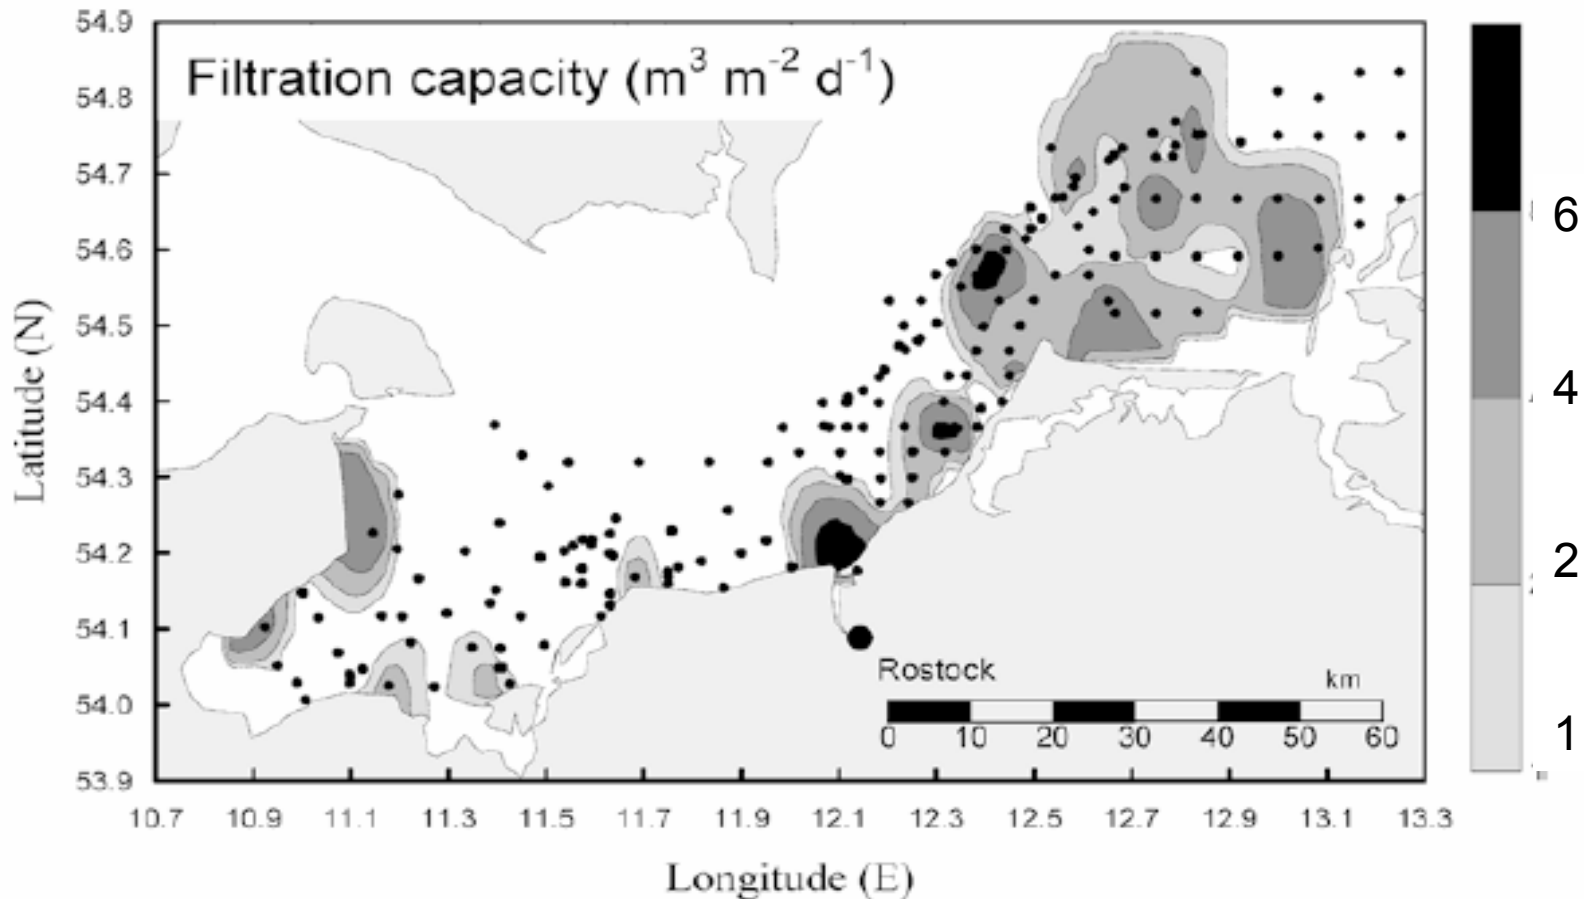 Filtration capacity (m³ m⁻² d⁻¹)
54.9
54.8
54.7
54.6
54.5
54.4
54.3
54.2
54.1
54.0
53.9
Latitude (N)
6
4
2
1
Rostock
km
0 10 20 30 40 50 60
10.7 10.9 11.1 11.3 11.5 11.7 11.9 12.1 12.3 12.5 12.7 12.9 13.1 13.3
Longitude (E)